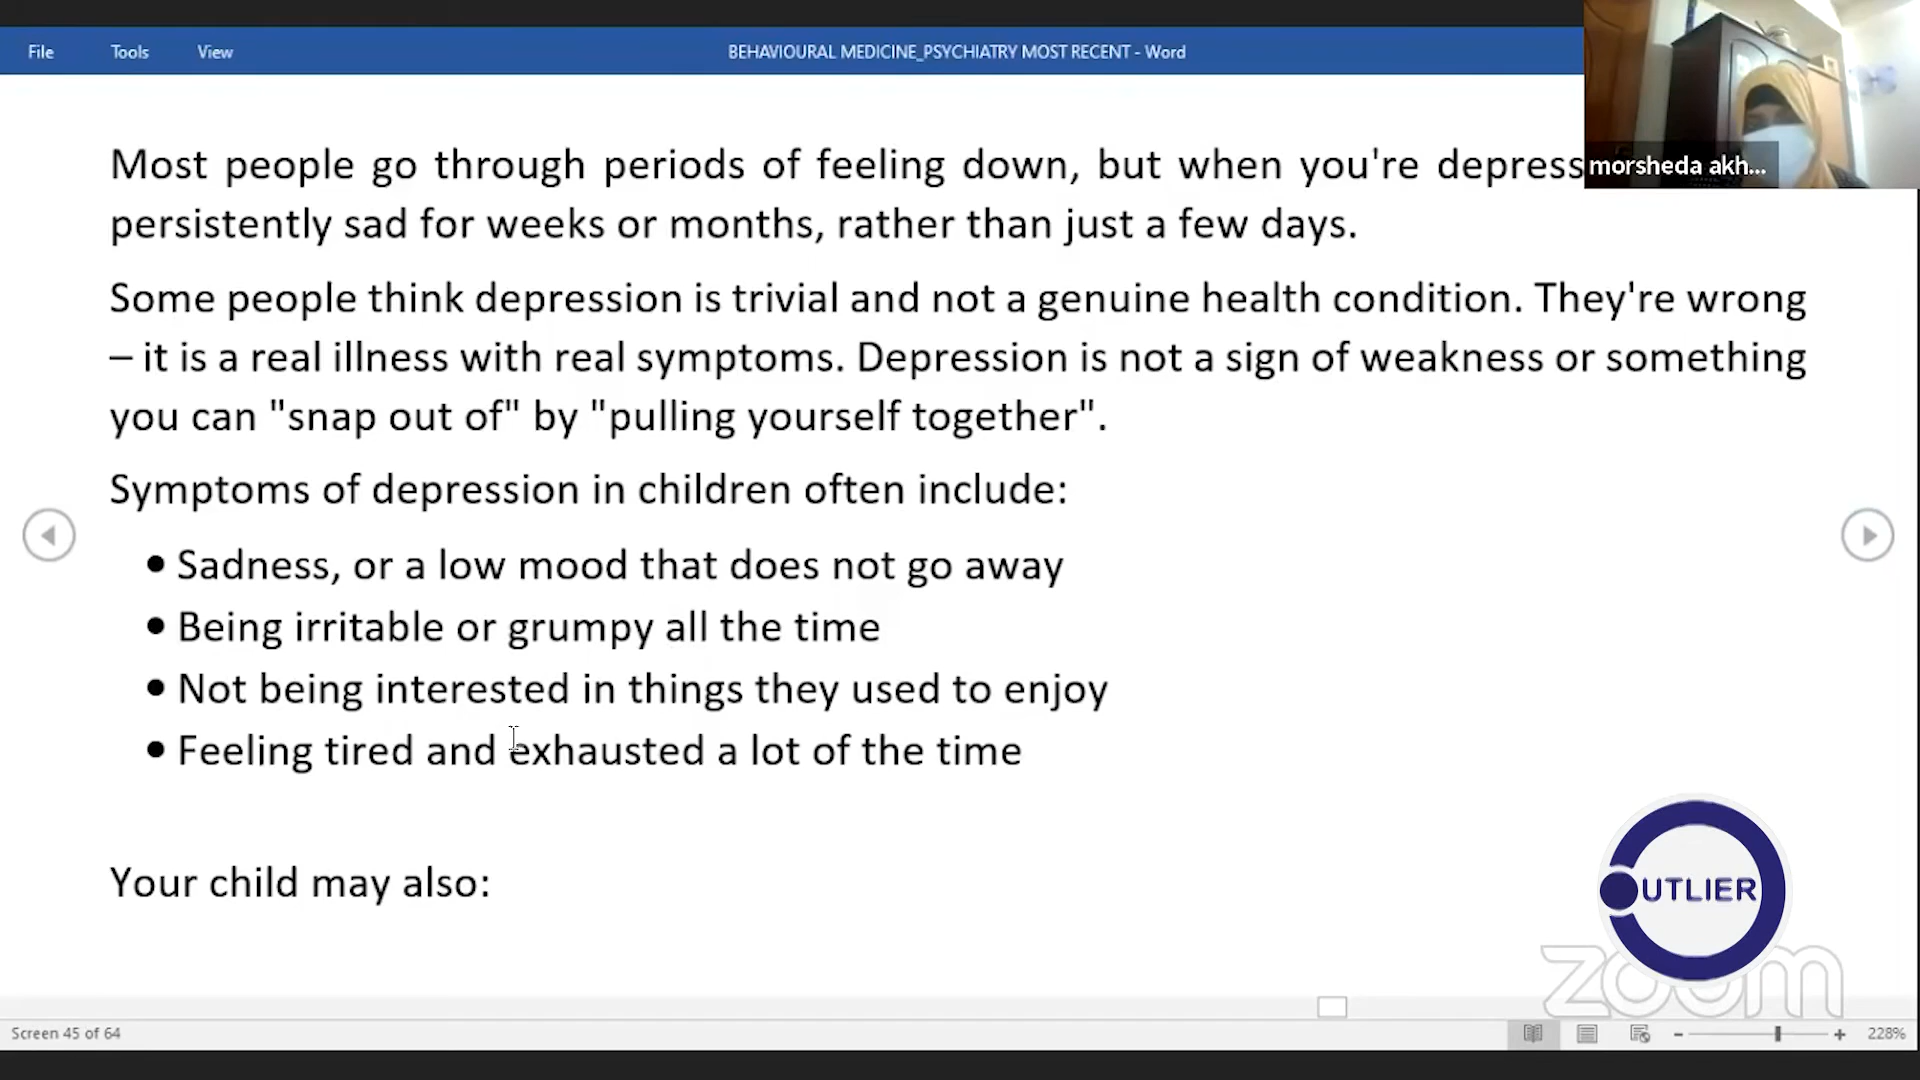 File Tools View BEHAVIOURAL MEDICINE_PSYCHIATRY MOST RECENT - Word
morsheda akh...
Most people go through periods of feeling down, but when you're depress
persistently sad for weeks or months, rather than just a few days.
Some people think depression is trivial and not a genuine health condition. They're wrong
– it is a real illness with real symptoms. Depression is not a sign of weakness or something
you can "snap out of" by "pulling yourself together".
Symptoms of depression in children often include:
• Sadness, or a low mood that does not go away
• Being irritable or grumpy all the time
• Not being interested in things they used to enjoy
• Feeling tired and exhausted a lot of the time
Your child may also:
OUTLIER
zoom
Screen 45 of 64 228%